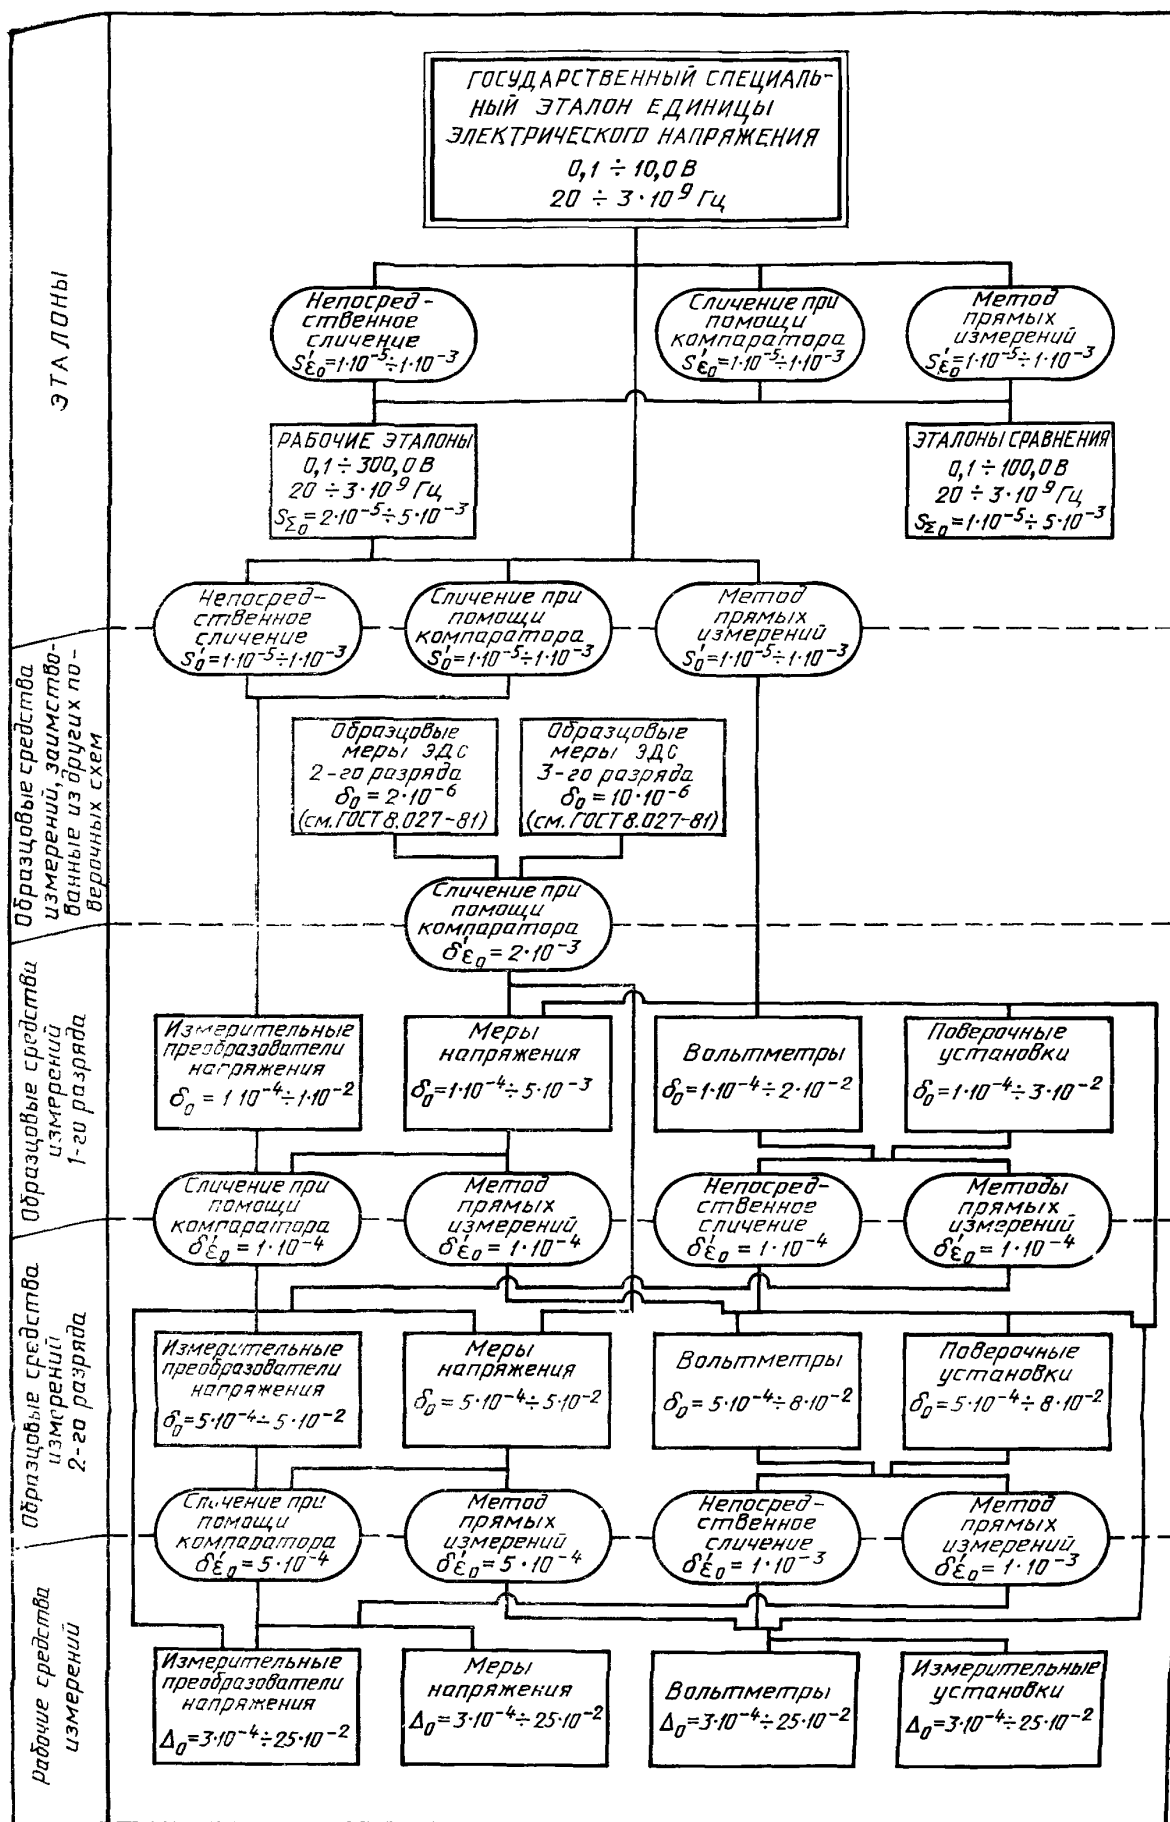 ГОСУДАРСТВЕННЫЙ СПЕЦИАЛЬ-
НЫЙ ЭТАЛОН ЕДИНИЦЫ
ЭЛЕКТРИЧЕСКОГО НАПРЯЖЕНИЯ
0,1 ÷ 10,0 В
20 ÷ 3·10⁹ Гц
ЭТАЛОНЫ
Непосред-
ственное
сличение
S'ε₀=1·10⁻⁵÷1·10⁻³
Сличение при
помощи
компаратора
S'ε₀=1·10⁻⁵÷1·10⁻³
Метод
прямых
измерений
S'ε₀=1·10⁻⁵÷1·10⁻³
РАБОЧИЕ ЭТАЛОНЫ
0,1 ÷ 300,0 В
20 ÷ 3·10⁹ Гц
SΣ₀=2·10⁻⁵÷5·10⁻³
ЭТАЛОНЫ СРАВНЕНИЯ
0,1 ÷ 100,0 В
20 ÷ 3·10⁹ Гц
SΣ₀=1·10⁻⁵÷5·10⁻³
Непосред-
ственное
сличение
S'₀=1·10⁻⁵÷1·10⁻³
Сличение при
помощи
компаратора
S'₀=1·10⁻⁵÷1·10⁻³
Метод
прямых
измерений
S'₀=1·10⁻⁵÷1·10⁻³
Образцовые средства
измерений, заимство-
ванные из других по-
верочных схем
Образцовые
меры ЭДС
2-го разряда
δ₀ = 2·10⁻⁶
(см. ГОСТ 8.027-81)
Образцовые
меры ЭДС
3-го разряда
δ₀ = 10·10⁻⁶
(см. ГОСТ 8.027-81)
Сличение при
помощи
компаратора
δ'ε₀ = 2·10⁻³
Образцовые средства
измерений
1-го разряда
Измерительные
преобразователи
напряжения
δ₀ = 1·10⁻⁴÷1·10⁻²
Меры
напряжения
δ₀=1·10⁻⁴÷5·10⁻³
Вольтметры
δ₀=1·10⁻⁴÷2·10⁻²
Поверочные
установки
δ₀=1·10⁻⁴÷3·10⁻²
Сличение при
помощи
компаратора
δ'ε₀ = 1·10⁻⁴
Метод
прямых
измерений
δ'ε₀ = 1·10⁻⁴
Непосред-
ственное
сличение
δ'ε₀ = 1·10⁻⁴
Методы
прямых
измерений
δ'ε₀ = 1·10⁻⁴
Образцовые средства
измерений
2-го разряда
Измерительные
преобразователи
напряжения
δ₀=5·10⁻⁴÷5·10⁻²
Меры
напряжения
δ₀ = 5·10⁻⁴÷5·10⁻²
Вольтметры
δ₀ = 5·10⁻⁴÷8·10⁻²
Поверочные
установки
δ₀=5·10⁻⁴÷8·10⁻²
Сличение при
помощи
компаратора
δ'ε₀=5·10⁻⁴
Метод
прямых
измерений
δ'ε₀=5·10⁻⁴
Непосред-
ственное
сличение
δ'ε₀=1·10⁻³
Метод
прямых
измерений
δ'ε₀=1·10⁻³
Рабочие средства
измерений
Измерительные
преобразователи
напряжения
Δ₀=3·10⁻⁴÷25·10⁻²
Меры
напряжения
Δ₀=3·10⁻⁴÷25·10⁻²
Вольтметры
Δ₀=3·10⁻⁴÷25·10⁻²
Измерительные
установки
Δ₀=3·10⁻⁴÷25·10⁻²